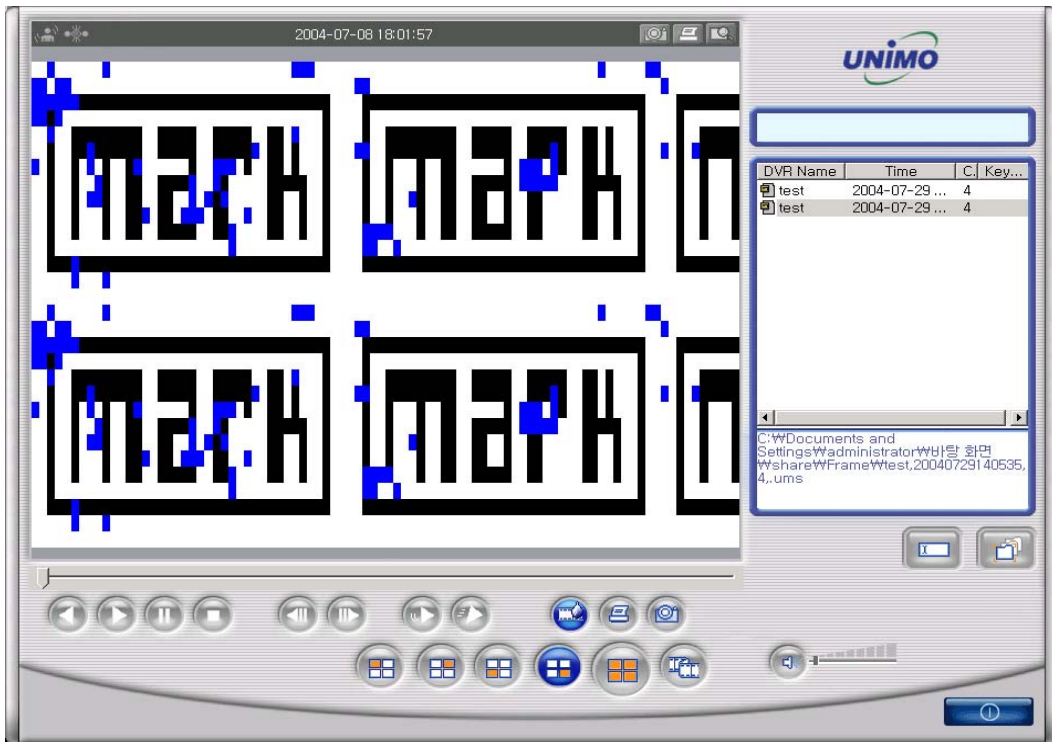 2004-07-08 18:01:57
UNiMO
DVR Name Time C. Key...
test 2004-07-29 ... 4
test 2004-07-29 ... 4
mark mark
mark mark
C:₩Documents and
Settings₩administrator₩바탕 화면
₩share₩Frame₩test,20040729140535,
4,.ums